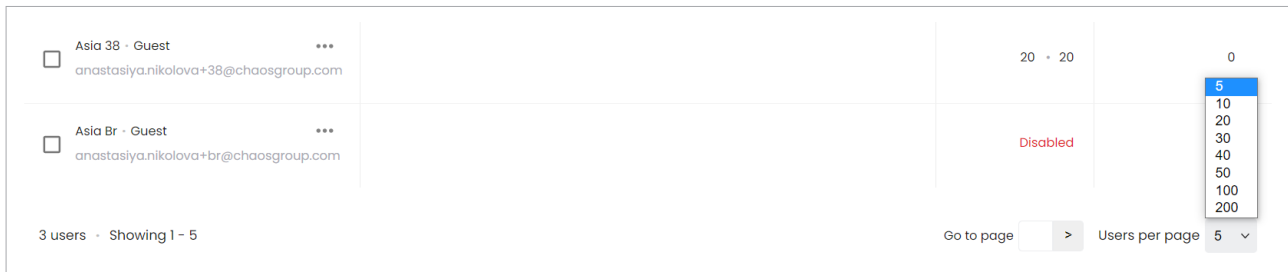 Asia 38 • Guest •••
anastasiya.nikolova+38@chaosgroup.com
20 • 20
0
Asia Br • Guest •••
anastasiya.nikolova+br@chaosgroup.com
Disabled
5
10
20
30
40
50
100
200
3 users • Showing 1 - 5
Go to page > Users per page 5